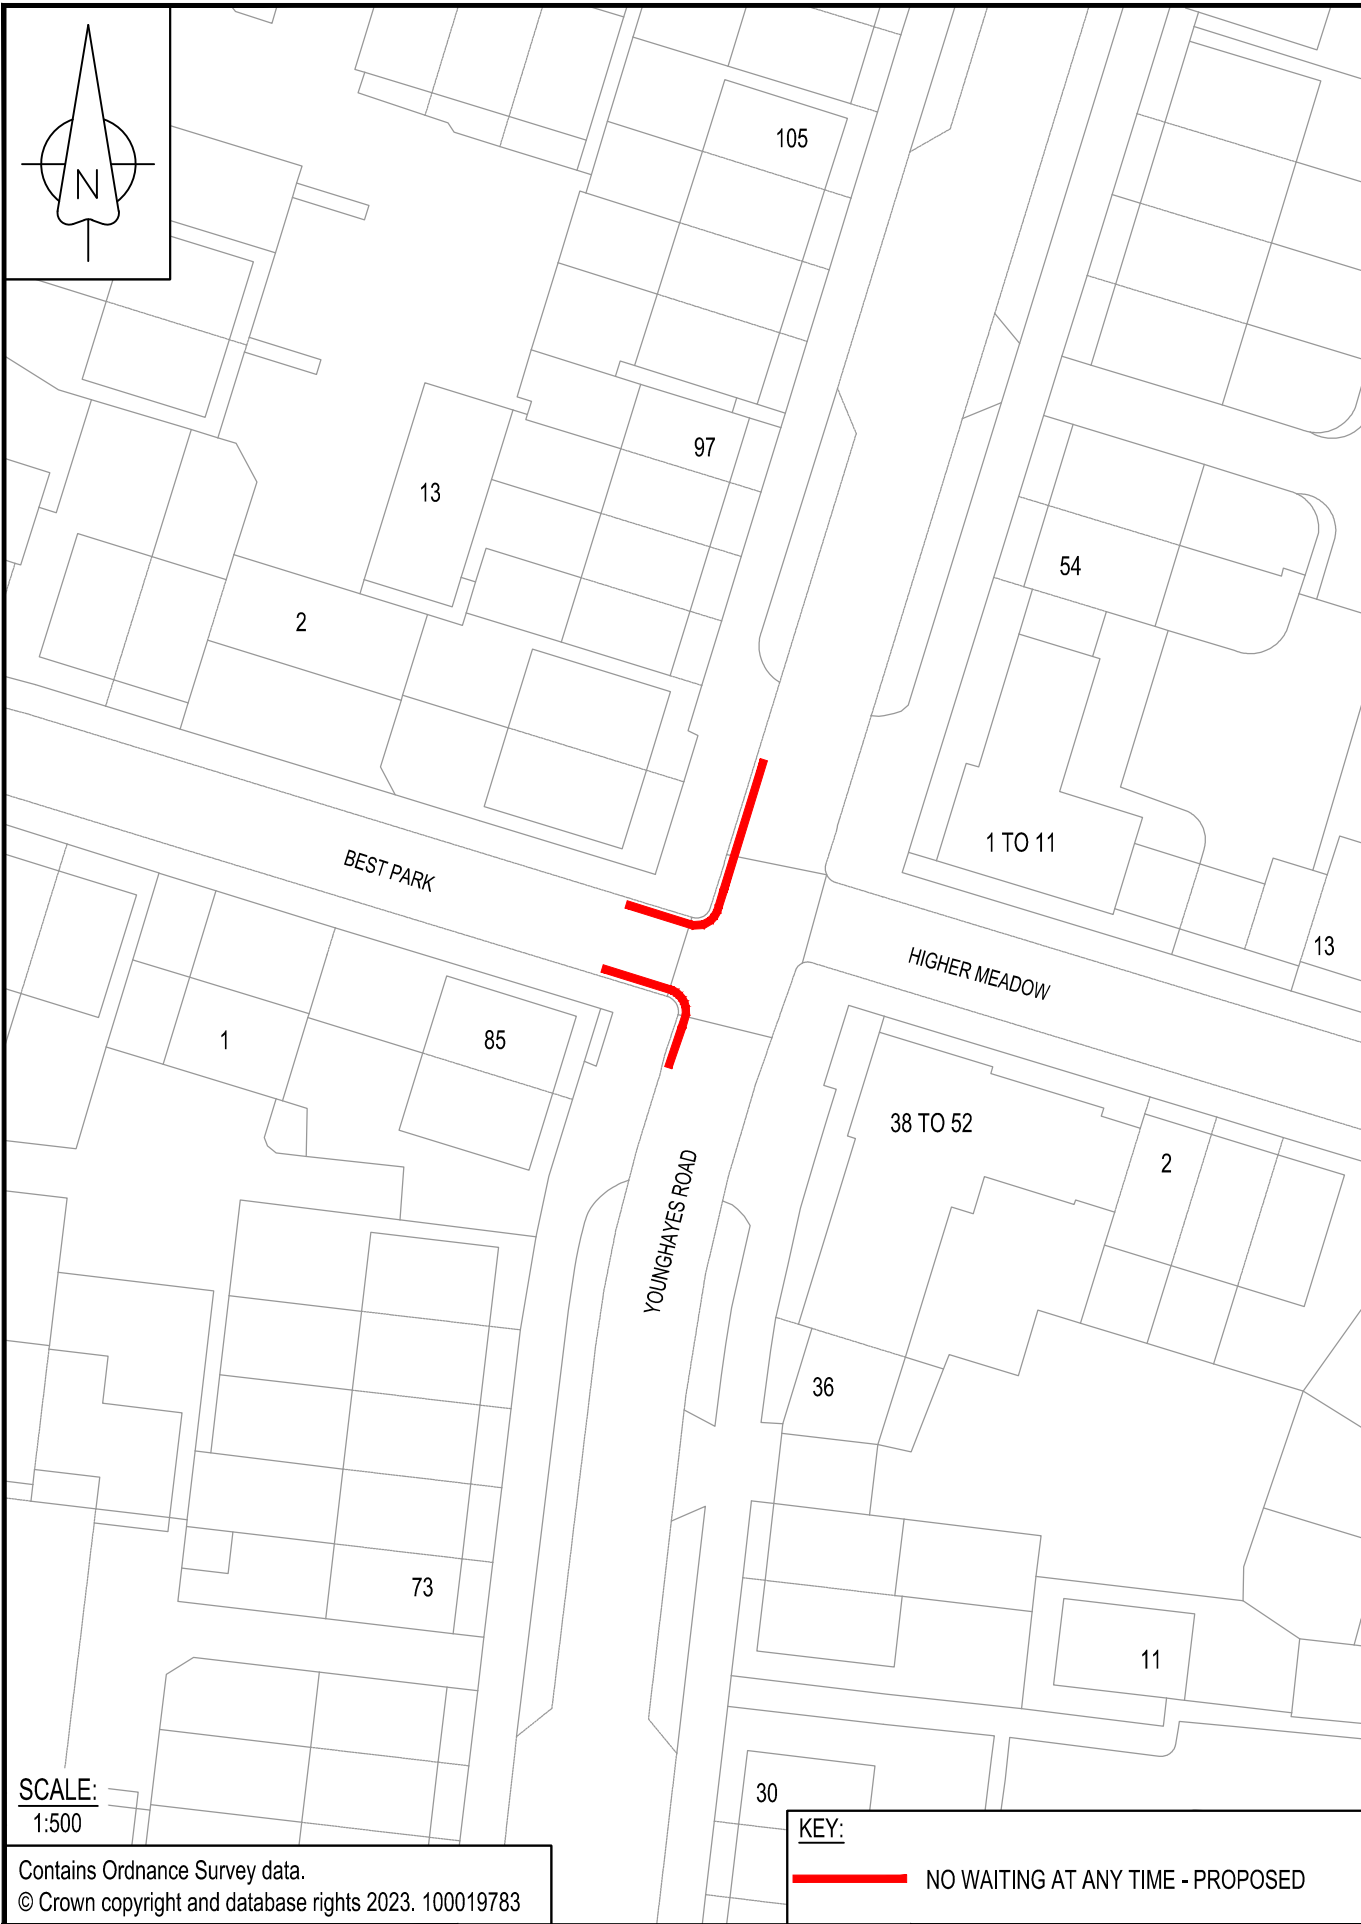 N
105
97
13
54
2
1 TO 11
BEST PARK
13
HIGHER MEADOW
1
85
38 TO 52
2
YOUNGHAYES ROAD
36
73
11
30
SCALE:
1:500
KEY:
NO WAITING AT ANY TIME - PROPOSED
Contains Ordnance Survey data.
© Crown copyright and database rights 2023. 100019783